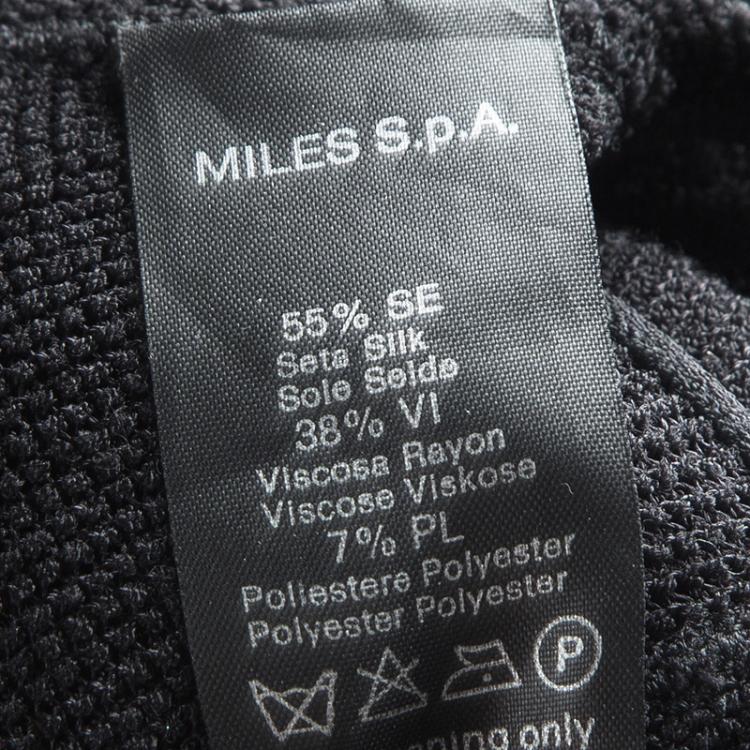 MILES S.p.A.
55% SE
Seta Silk
Soie Seide
38% VI
Viscosa Rayon
Viscose Viskose
7% PL
Poliestere Polyester
Polyester Polyester
P
only